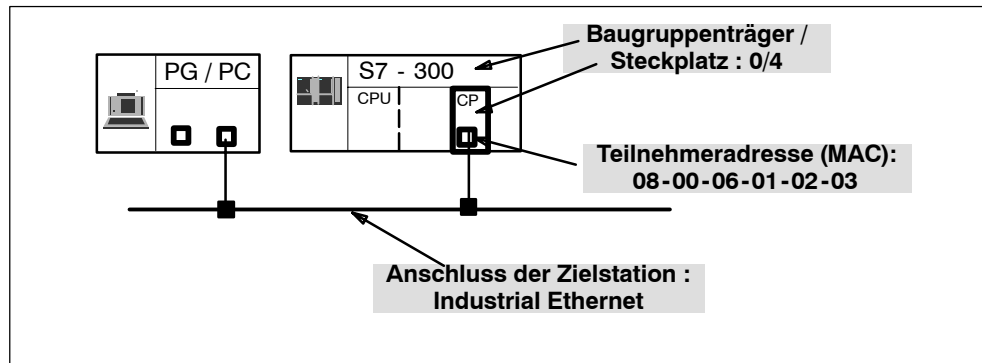 PG / PC
S7 - 300
CPU
CP
Baugruppenträger /
Steckplatz : 0/4
Teilnehmeradresse (MAC):
08-00-06-01-02-03
Anschluss der Zielstation :
Industrial Ethernet